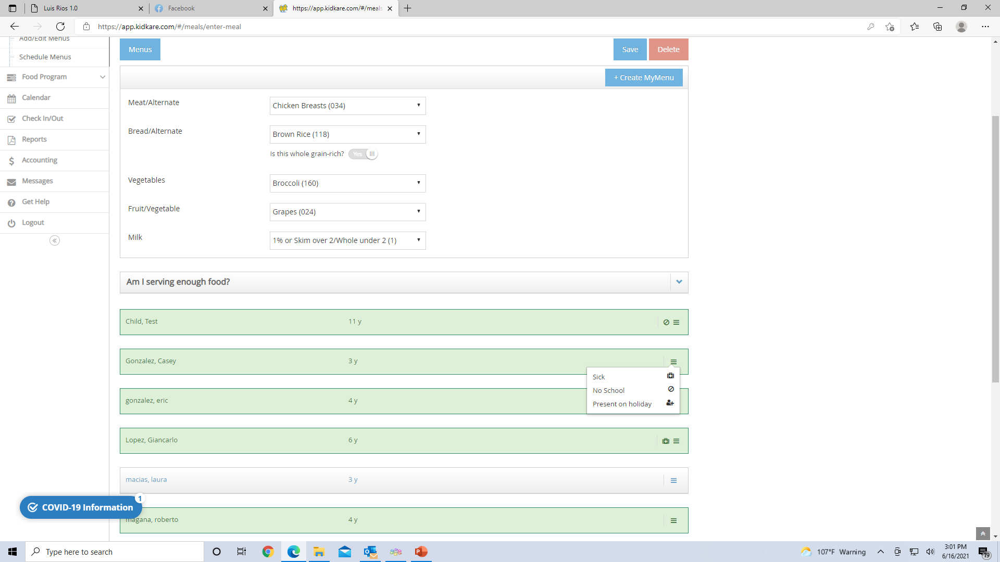 Luis Rios 1.0
Facebook
https://app.kidkare.com/#/meals
https://app.kidkare.com/#/meals/enter-meal
Add/Edit Menus
Schedule Menus
Food Program
Calendar
Check In/Out
Reports
Accounting
Messages
Get Help
Logout
Menus
Save
Delete
+ Create MyMenu
Meat/Alternate
Chicken Breasts (034)
Bread/Alternate
Brown Rice (118)
Is this whole grain-rich? Yes
Vegetables
Broccoli (160)
Fruit/Vegetable
Grapes (024)
Milk
1% or Skim over 2/Whole under 2 (1)
Am I serving enough food?
Child, Test 11 y
Gonzalez, Casey 3 y
Sick
No School
Present on holiday
gonzalez, eric 4 y
Lopez, Giancarlo 6 y
macias, laura 3 y
magana, roberto 4 y
COVID-19 Information
1
Type here to search
107°F Warning
3:01 PM
6/16/2021
19